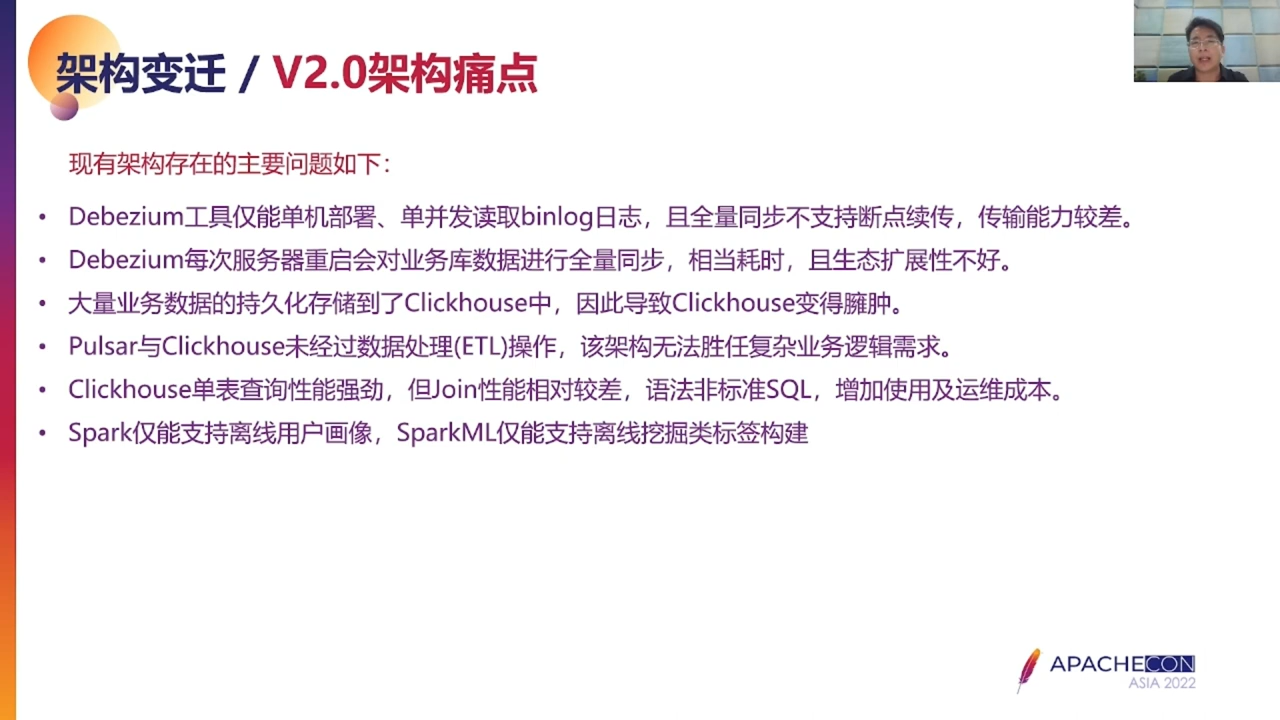 架构变迁 / V2.0架构痛点
现有架构存在的主要问题如下：
• Debezium工具仅能单机部署、单并发读取binlog日志，且全量同步不支持断点续传，传输能力较差。
• Debezium每次服务器重启会对业务库数据进行全量同步，相当耗时，且生态扩展性不好。
• 大量业务数据的持久化存储到了Clickhouse中，因此导致Clickhouse变得臃肿。
• Pulsar与Clickhouse未经过数据处理(ETL)操作，该架构无法胜任复杂业务逻辑需求。
• Clickhouse单表查询性能强劲，但Join性能相对较差，语法非标准SQL，增加使用及运维成本。
• Spark仅能支持离线用户画像，SparkML仅能支持离线挖掘类标签构建
APACHECON
ASIA 2022